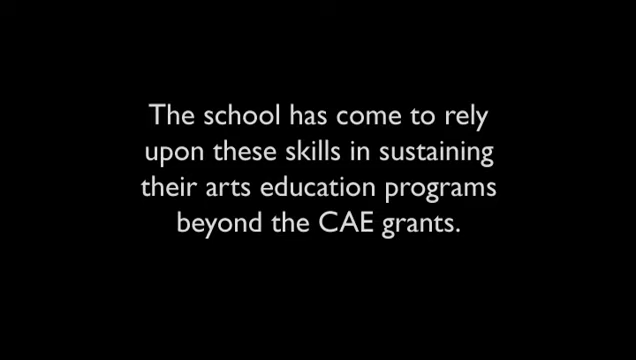 The school has come to rely
upon these skills in sustaining
their arts education programs
beyond the CAE grants.